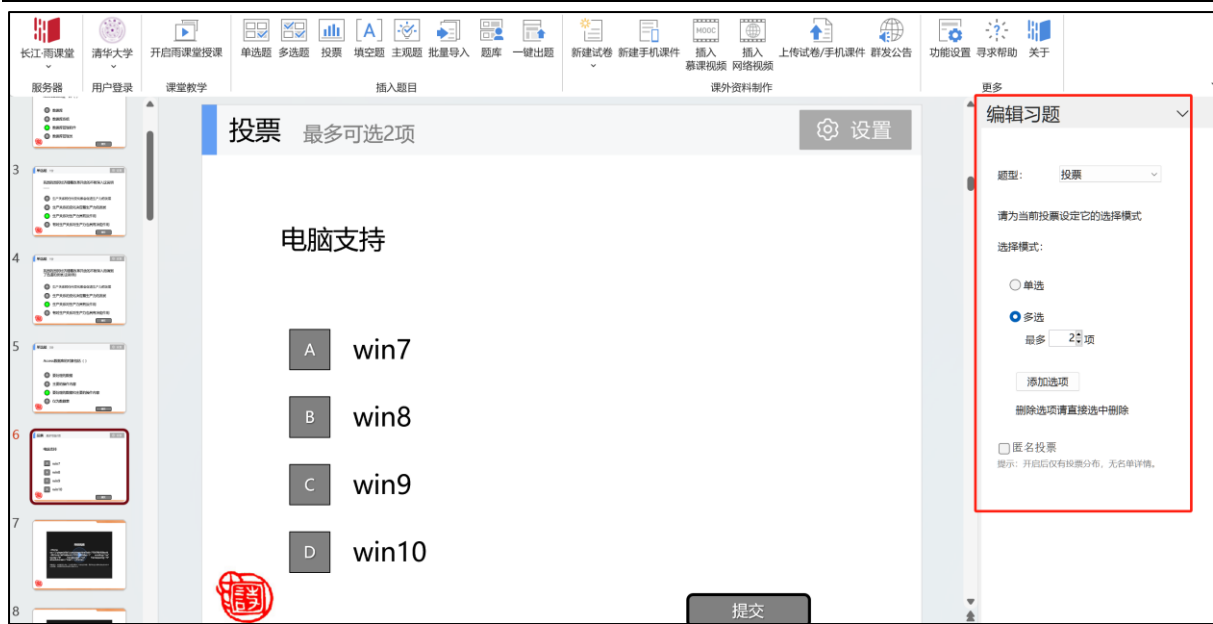 长江·雨课堂 清华大学 开启雨课堂授课 单选题 多选题 投票 填空题 主观题 批量导入 题库 一键出题 新建试卷 新建手机课件 插入慕课视频 插入网络视频 上传试卷/手机课件 群发公告 功能设置 寻求帮助 关于
服务器 用户登录 课堂教学 插入题目 课外资料制作 更多
投票 最多可选2项 设置
电脑支持
A win7
B win8
C win9
D win10
提交
3
4
5
6
7
8
编辑习题
题型: 投票
请为当前投票设定它的选择模式
选择模式:
单选
多选
最多 2 项
添加选项
删除选项请直接选中删除
匿名投票
提示: 开启后仅有投票分布, 无名单详情。